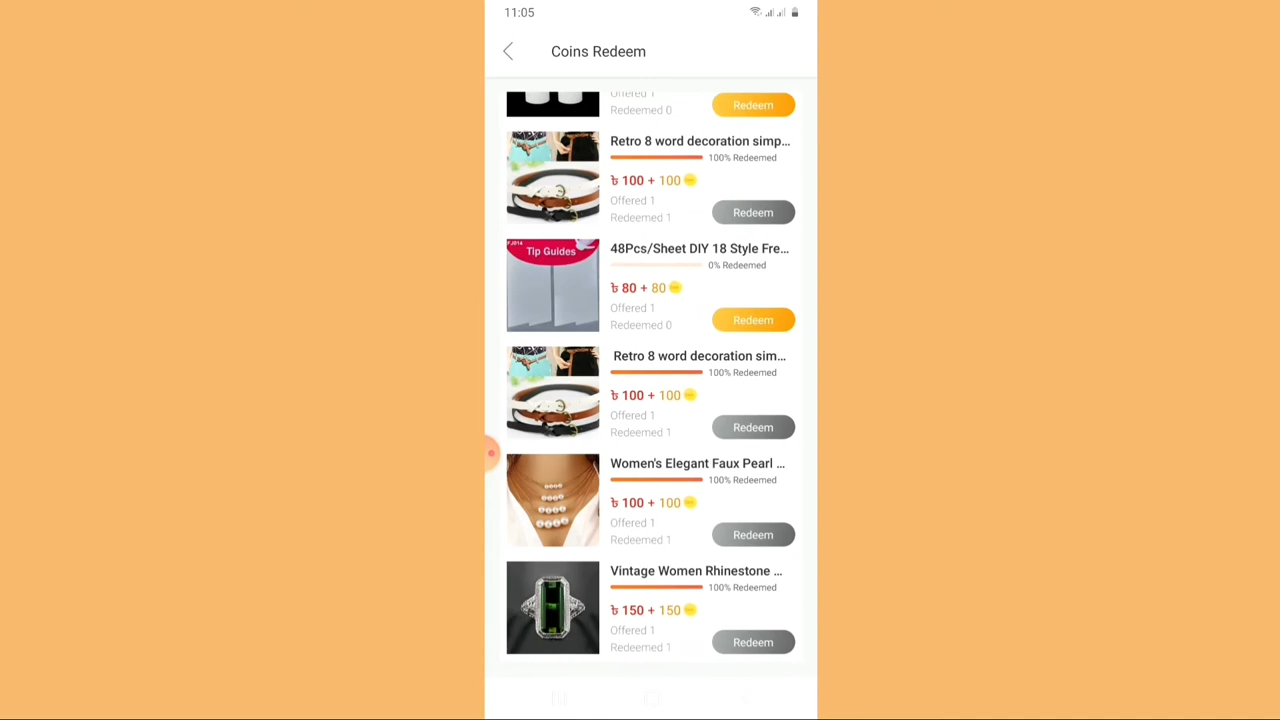 11:05
Coins Redeem
Offered 1
Redeemed 0
Redeem
Retro 8 word decoration simp...
100% Redeemed
৳ 100 + 100
Offered 1
Redeemed 1
Redeem
FJ014
Tip Guides
48Pcs/Sheet DIY 18 Style Fre...
0% Redeemed
৳ 80 + 80
Offered 1
Redeemed 0
Redeem
Retro 8 word decoration sim...
100% Redeemed
৳ 100 + 100
Offered 1
Redeemed 1
Redeem
Women's Elegant Faux Pearl ...
100% Redeemed
৳ 100 + 100
Offered 1
Redeemed 1
Redeem
Vintage Women Rhinestone ...
100% Redeemed
৳ 150 + 150
Offered 1
Redeemed 1
Redeem